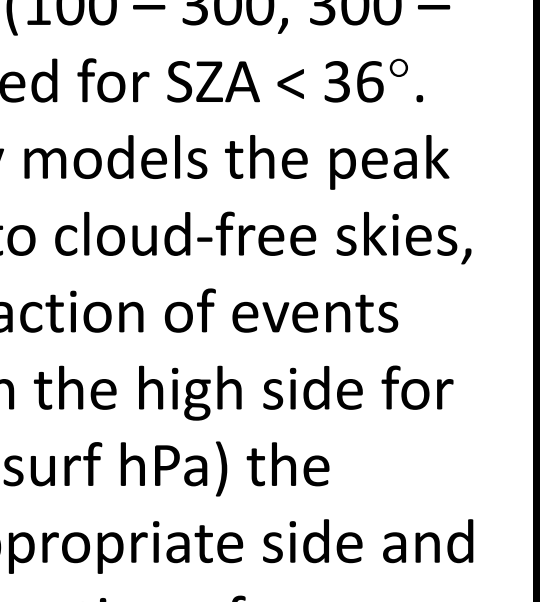 (100 – 300, 300 –
ed for SZA < 36°.
models the peak
to cloud-free skies,
action of events
the high side for
surf hPa) the
ppropriate side and